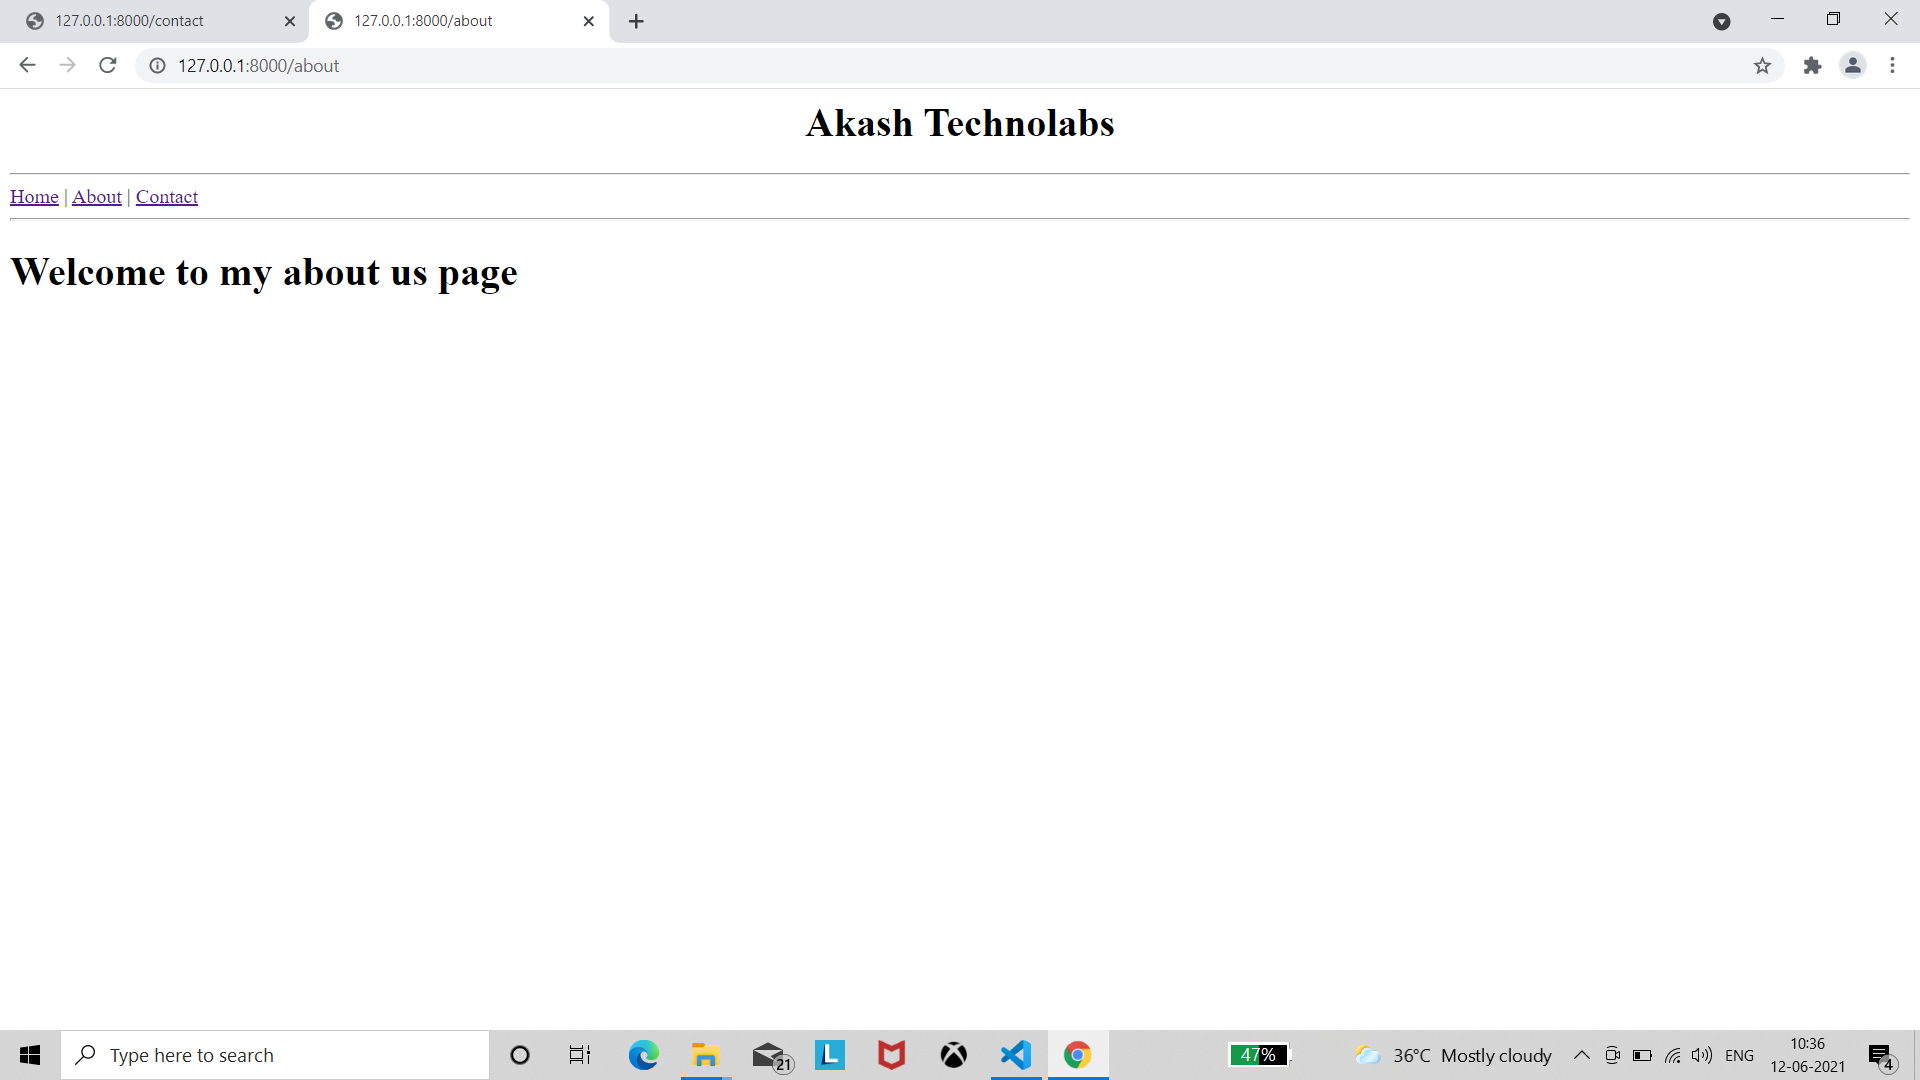 127.0.0.1:8000/contact
127.0.0.1:8000/about
127.0.0.1:8000/about
Akash Technolabs
Home | About | Contact
Welcome to my about us page
Type here to search
21
L
47%
36°C Mostly cloudy
ENG
10:36
12-06-2021
4